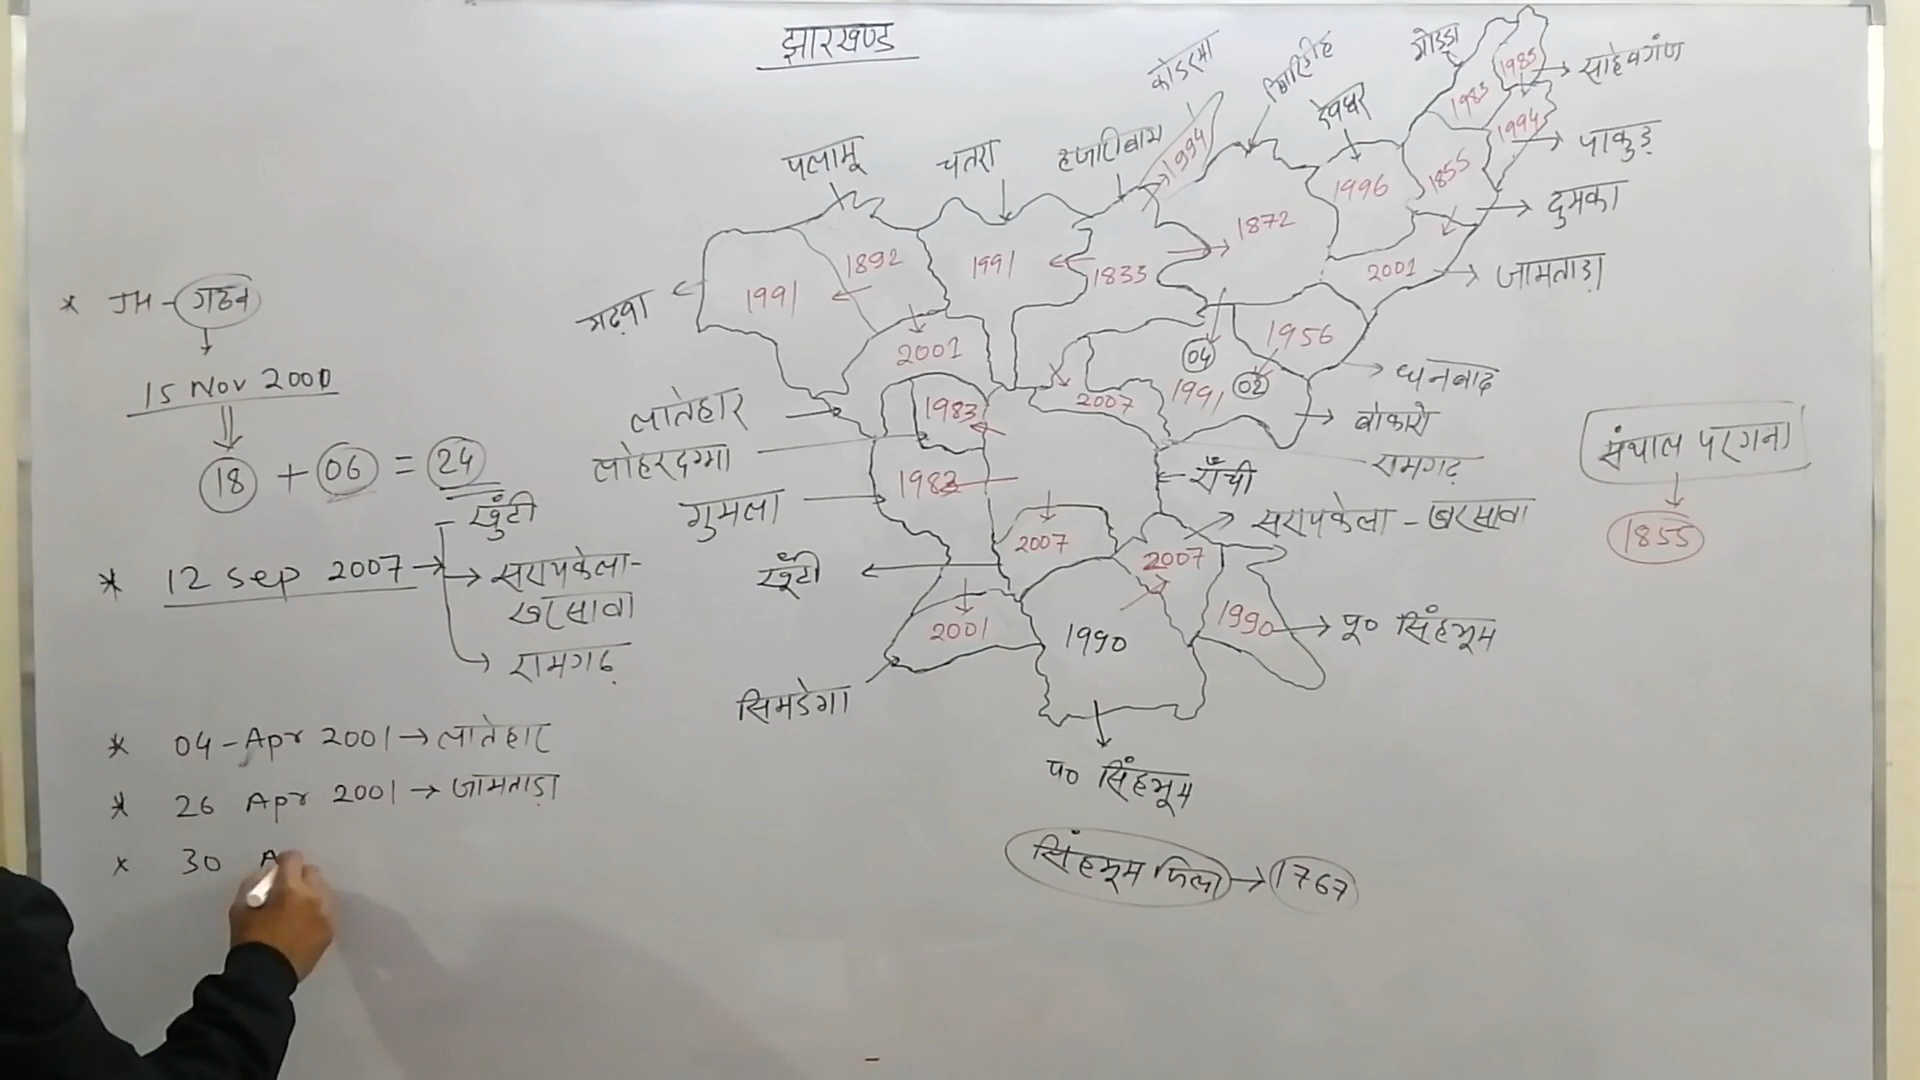 झारखण्ड
* JH - गठन
15 Nov 2000
18 + 06 = 24
* 12 Sep 2007 → खुंटी
→ सरायकेला-
खरसावा
→ रामगढ़
* 04 - Apr 2001 → लातेहार
* 26 Apr 2001 → जामताड़ा
* 30 A
गढ़वा
पलामू
चतरा
हजारीबाग
कोडरमा
गिरिडीह
देवघर
गोड्डा
साहेबगंज
पाकुड़
दुमका
जामताड़ा
धनबाद
बोकारो
रामगढ़
राँची
सरायकेला - खरसावा
पू० सिंहभूम
प० सिंहभूम
सिमडेगा
खूँटी
गुमला
लोहरदग्गा
लातेहार
1985
1983
1994
1994
1855
1996
1872
2001
1892
1991
1991
1833
2001
1956
04
02
1991
2007
1983
1983
2007
2007
1990
1990
2001
संथाल परगना
1855
सिंहभूम जिला → 1767